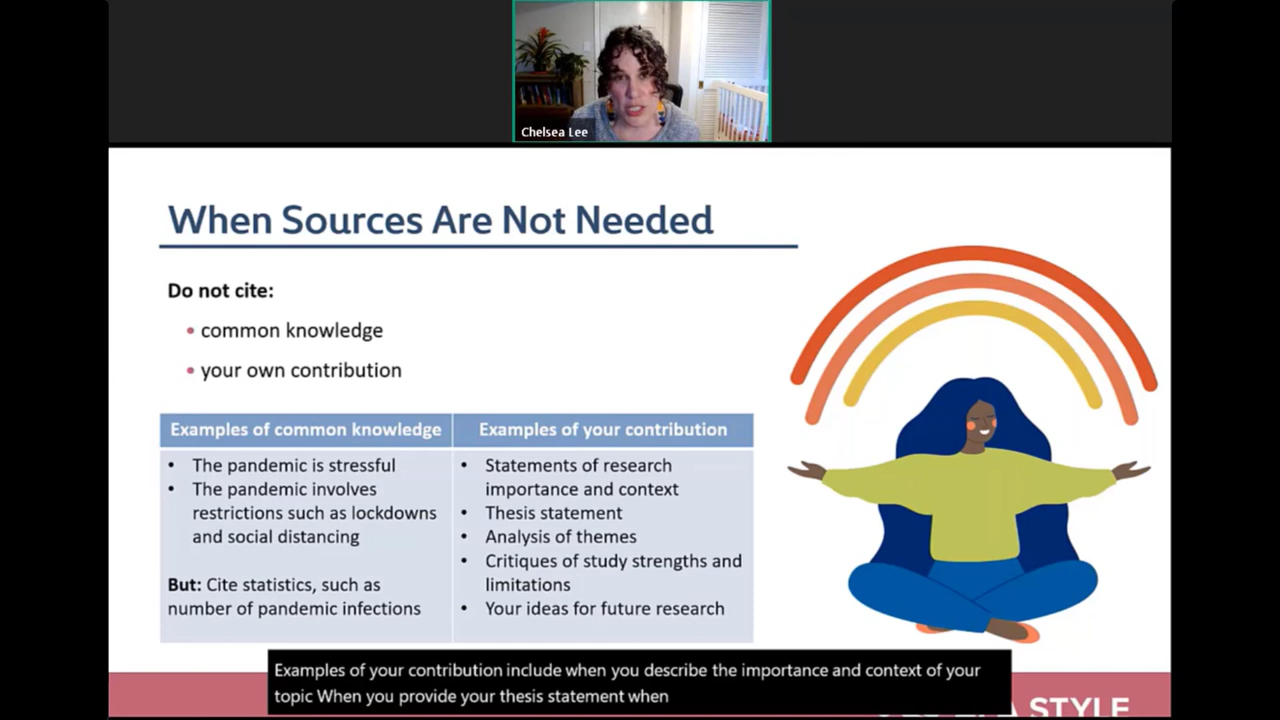 Chelsea Lee
When Sources Are Not Needed
Do not cite:
• common knowledge
• your own contribution
Examples of common knowledge
• The pandemic is stressful
• The pandemic involves
restrictions such as lockdowns
and social distancing
But: Cite statistics, such as
number of pandemic infections
Examples of your contribution
• Statements of research
importance and context
• Thesis statement
• Analysis of themes
• Critiques of study strengths and
limitations
• Your ideas for future research
Examples of your contribution include when you describe the importance and context of your
topic When you provide your thesis statement when
STYLE